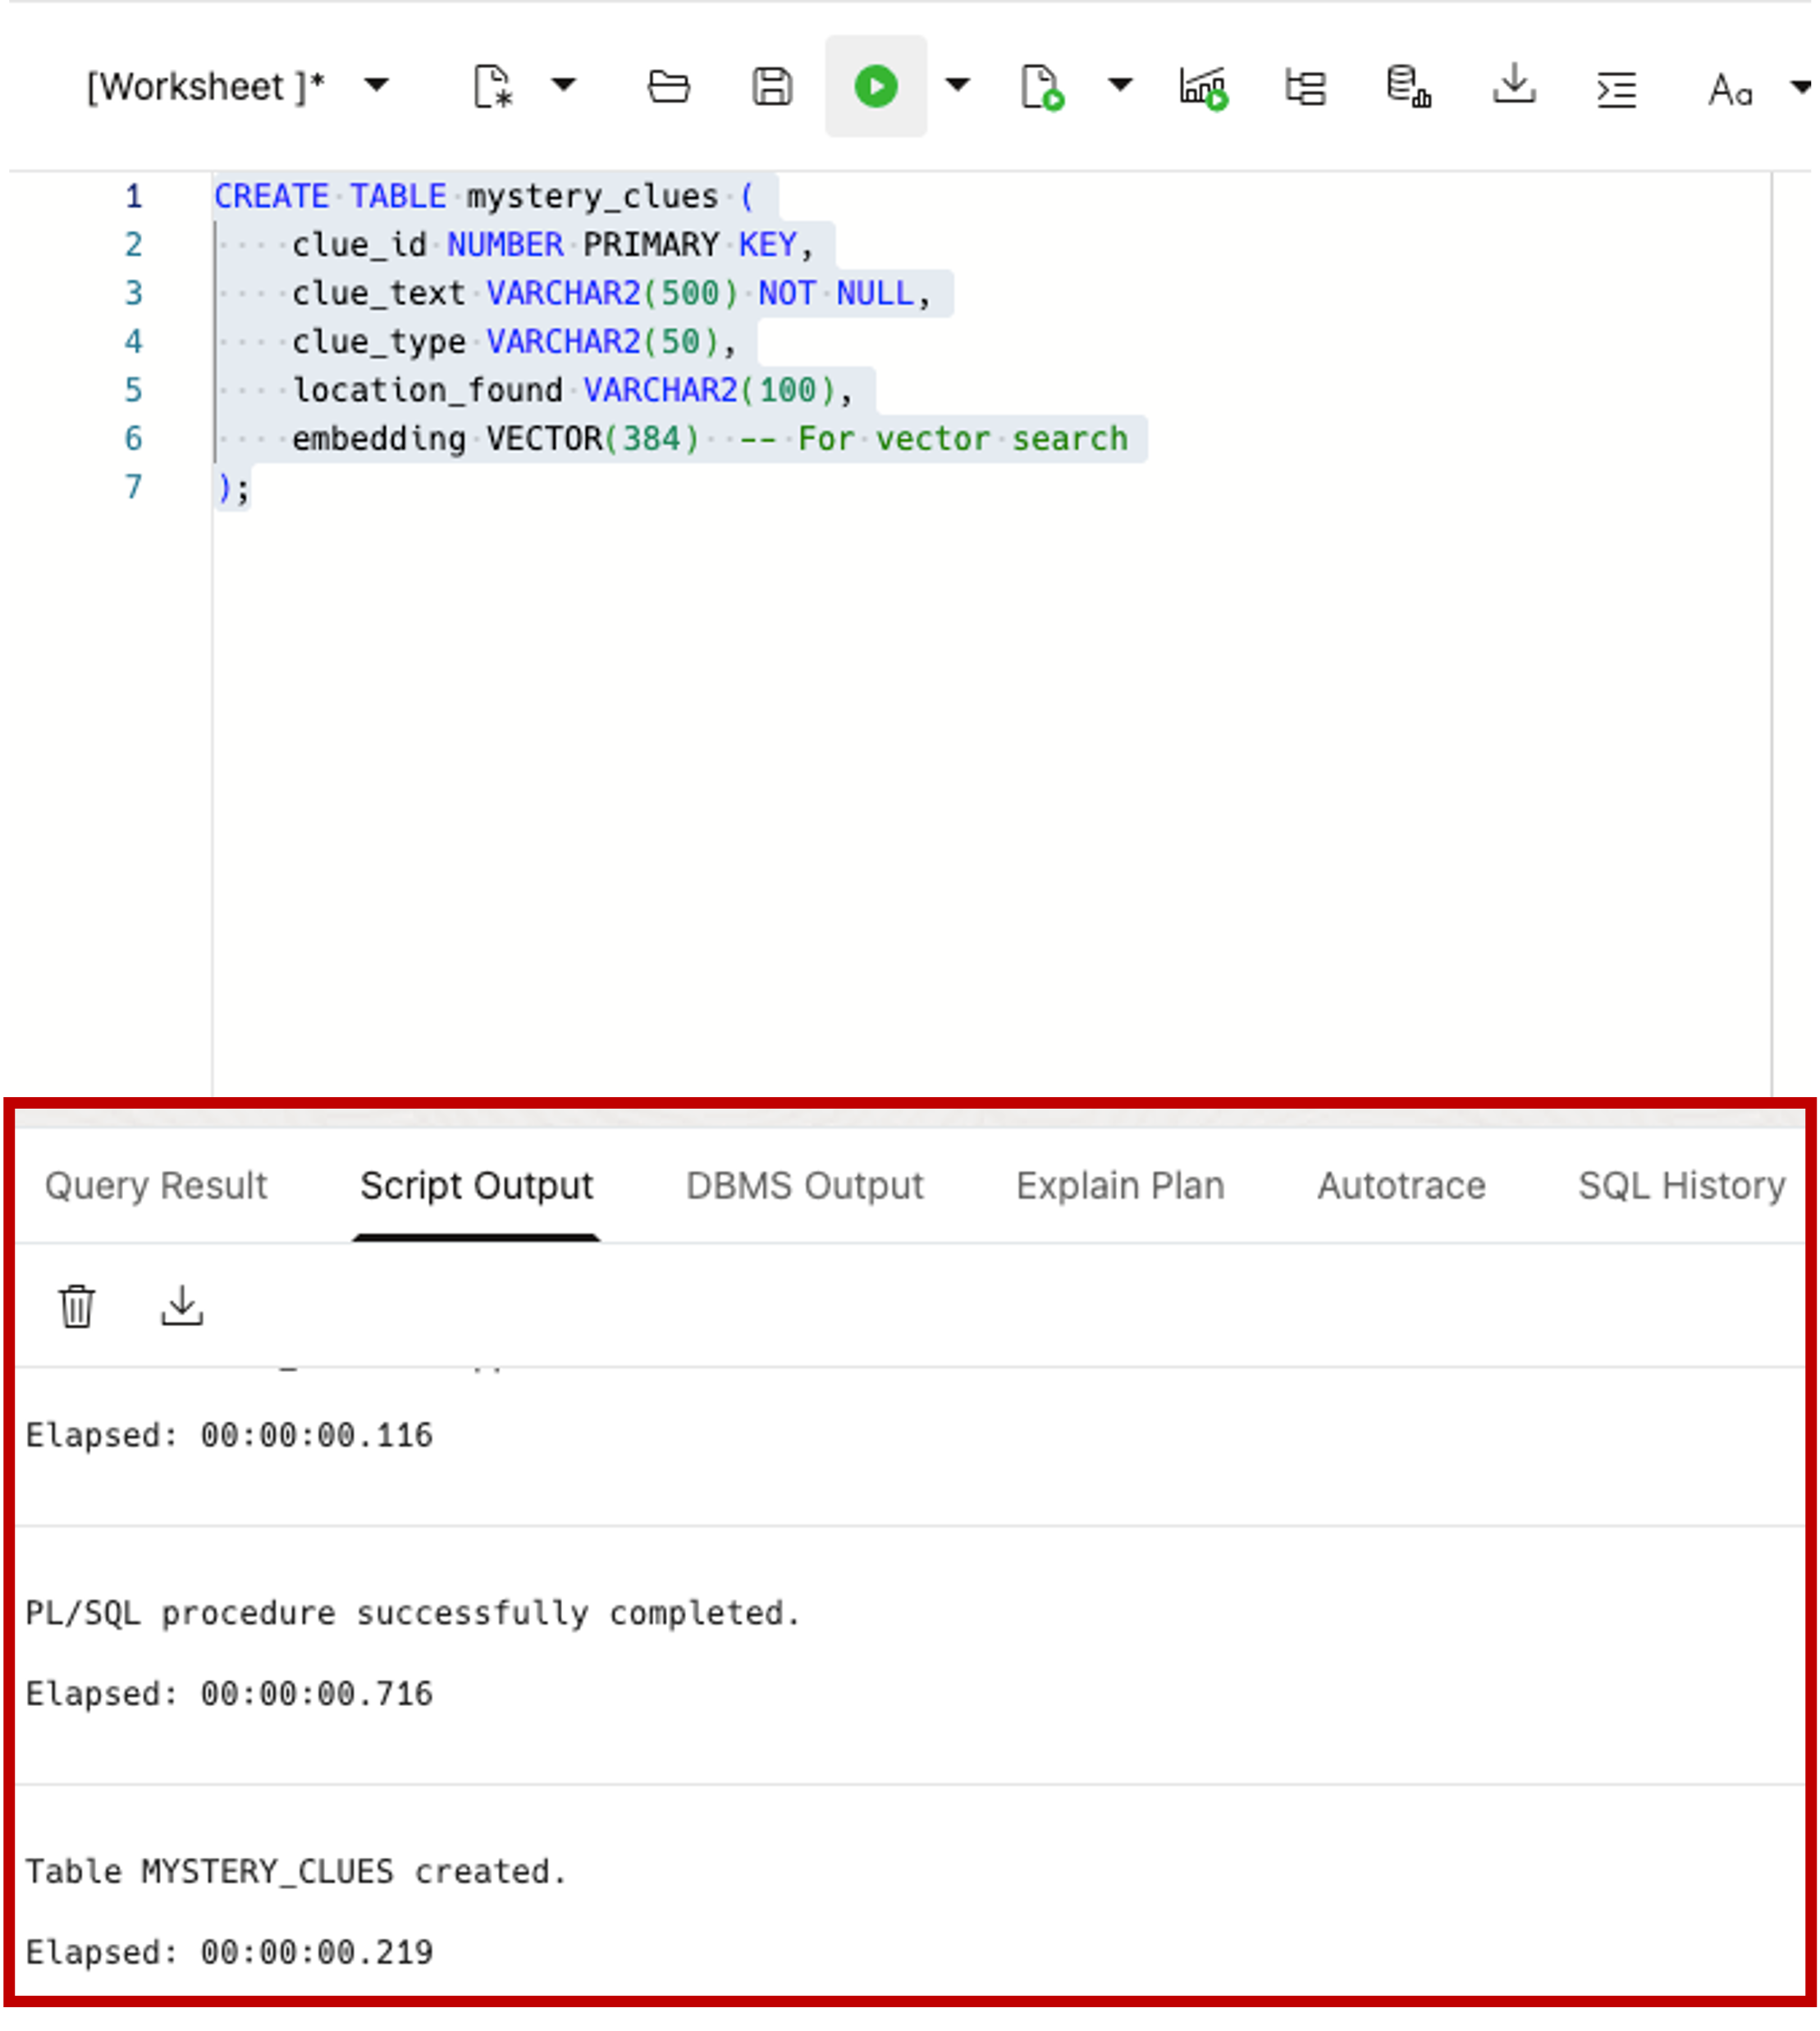 [Worksheet ]*
Aa
1 CREATE TABLE mystery_clues (
2     clue_id NUMBER PRIMARY KEY,
3     clue_text VARCHAR2(500) NOT NULL,
4     clue_type VARCHAR2(50),
5     location_found VARCHAR2(100),
6     embedding VECTOR(384)  -- For vector search
7 );
Query Result Script Output DBMS Output Explain Plan Autotrace SQL History
Elapsed: 00:00:00.116
PL/SQL procedure successfully completed.
Elapsed: 00:00:00.716
Table MYSTERY_CLUES created.
Elapsed: 00:00:00.219